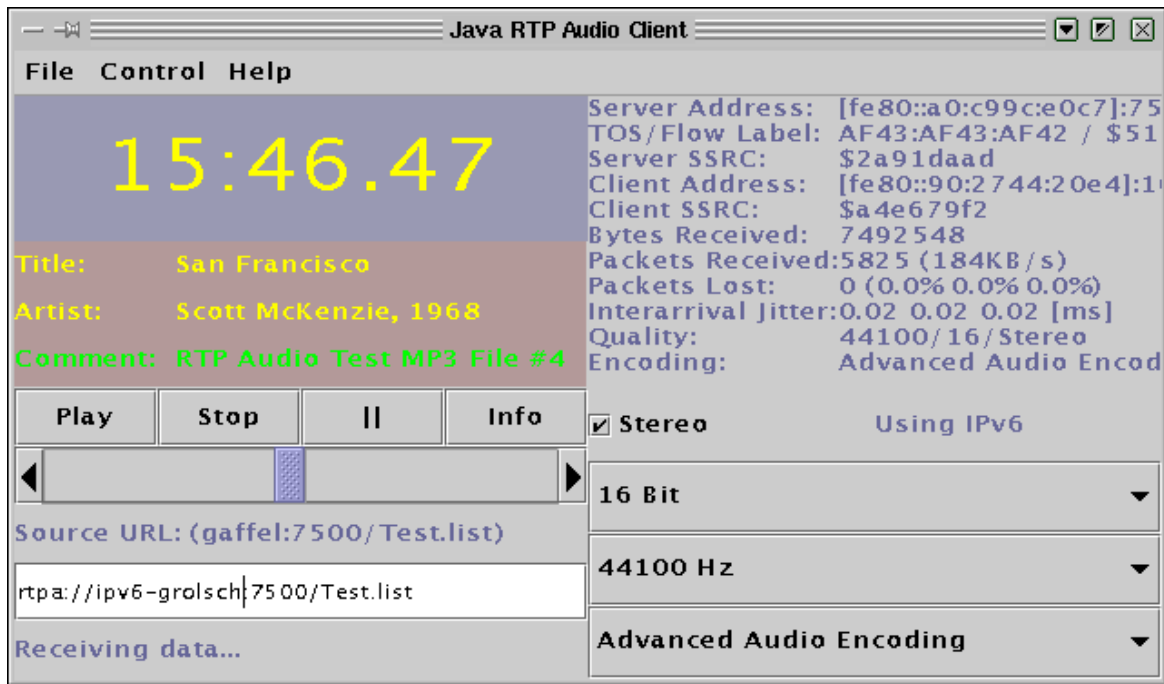 Java RTP Audio Client
File Control Help
15:46.47
Title: San Francisco
Artist: Scott McKenzie, 1968
Comment: RTP Audio Test MP3 File #4
Play Stop || Info
Source URL: (gaffel:7500/Test.list)
rtpa://ipv6-grolsch:7500/Test.list
Receiving data...
Server Address: [fe80::a0:c99c:e0c7]:75
TOS/Flow Label: AF43:AF43:AF42 / $51
Server SSRC: $2a91daad
Client Address: [fe80::90:2744:20e4]:1
Client SSRC: $a4e679f2
Bytes Received: 7492548
Packets Received:5825 (184KB/s)
Packets Lost: 0 (0.0% 0.0% 0.0%)
Interarrival Jitter:0.02 0.02 0.02 [ms]
Quality: 44100/16/Stereo
Encoding: Advanced Audio Encod
Stereo Using IPv6
16 Bit
44100 Hz
Advanced Audio Encoding